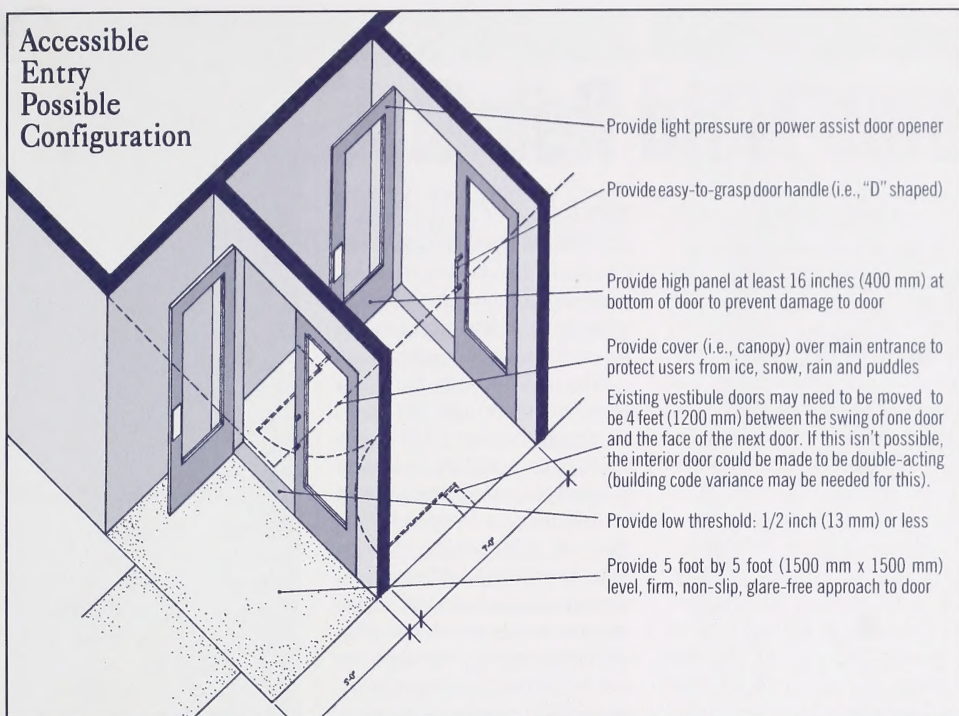 Accessible
Entry
Possible
Configuration
Provide light pressure or power assist door opener
Provide easy-to-grasp door handle (i.e., "D" shaped)
Provide high panel at least 16 inches (400 mm) at
bottom of door to prevent damage to door
Provide cover (i.e., canopy) over main entrance to
protect users from ice, snow, rain and puddles
Existing vestibule doors may need to be moved to
be 4 feet (1200 mm) between the swing of one door
and the face of the next door. If this isn't possible,
the interior door could be made to be double-acting
(building code variance may be needed for this).
Provide low threshold: 1/2 inch (13 mm) or less
7'-0"
Provide 5 foot by 5 foot (1500 mm x 1500 mm)
level, firm, non-slip, glare-free approach to door
5'-0"